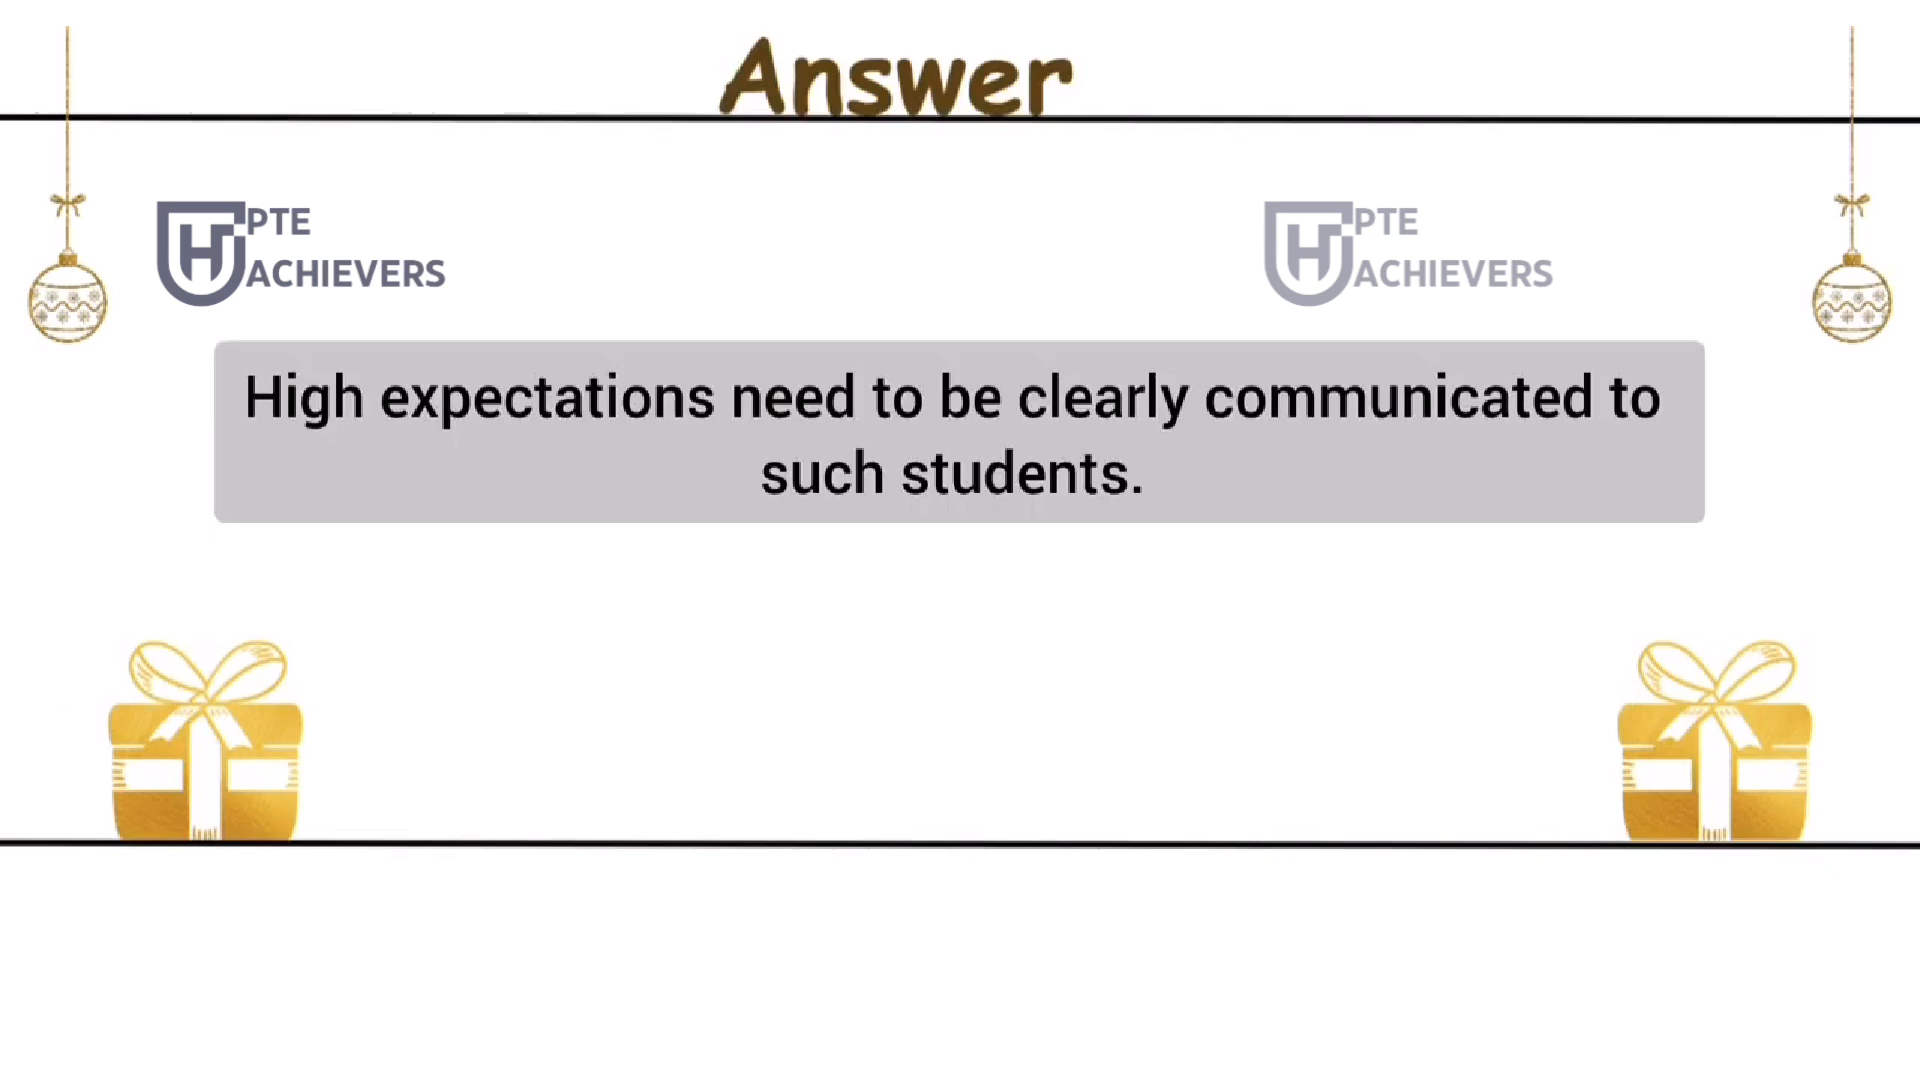 Answer
PTE
ACHIEVERS
PTE
ACHIEVERS
High expectations need to be clearly communicated to
such students.